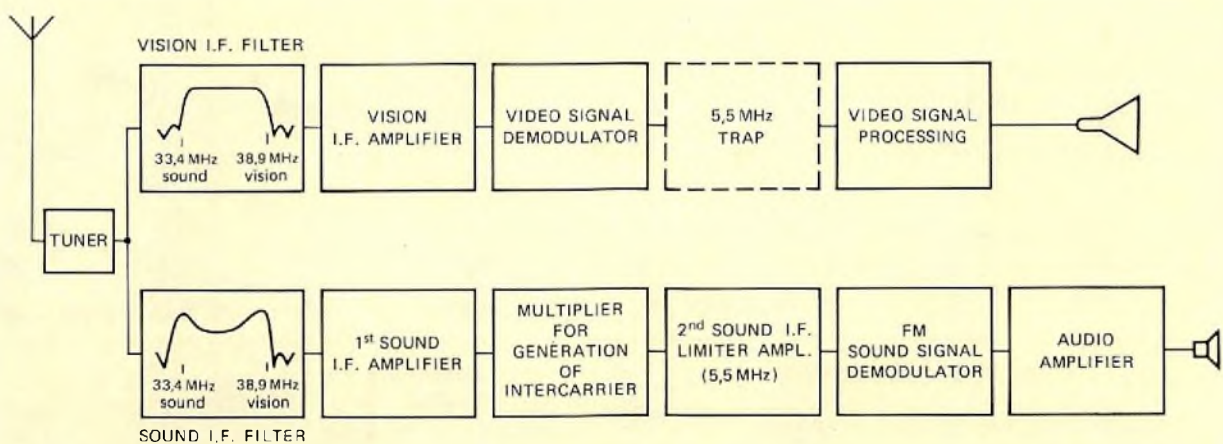 VISION I.F. FILTER
33,4 MHz
sound
38,9 MHz
vision
VISION
I.F. AMPLIFIER
VIDEO SIGNAL
DEMODULATOR
5,5 MHz
TRAP
VIDEO SIGNAL
PROCESSING
TUNER
33,4 MHz
sound
38,9 MHz
vision
SOUND I.F. FILTER
1st SOUND
I.F. AMPLIFIER
MULTIPLIER
FOR
GENERATION
OF
INTERCARRIER
2nd SOUND I.F.
LIMITER AMPL.
(5,5 MHz)
FM
SOUND SIGNAL
DEMODULATOR
AUDIO
AMPLIFIER